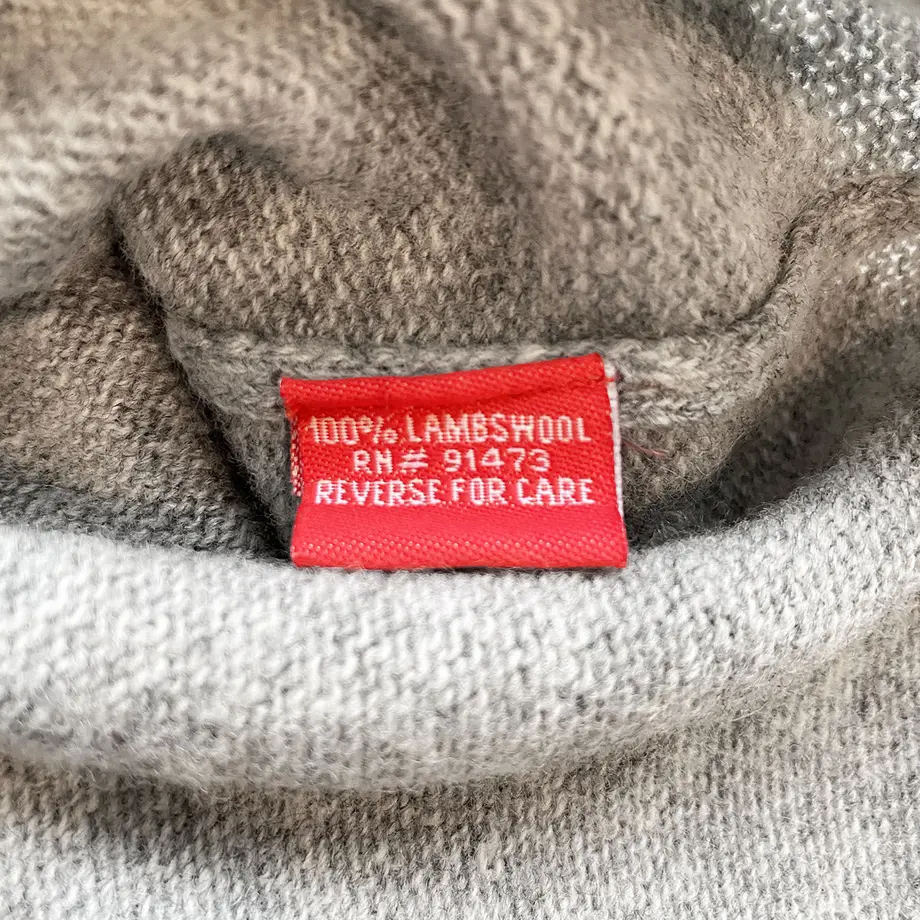 100% LAMBSWOOL
RN# 91473
REVERSE FOR CARE